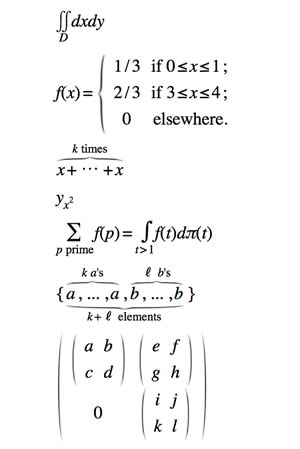 ∬dxdy
D
f(x) = { 1/3 if 0≤x≤1;
2/3 if 3≤x≤4;
0 elsewhere.
k times
x + ⋯ + x
y_{x^2}
∑ f(p) = ∫ f(t)dπ(t)
p prime t>1
k a's ℓ b's
{a , … ,a ,b , … ,b }
k + ℓ elements
a b e f
c d g h
0 i j
k l